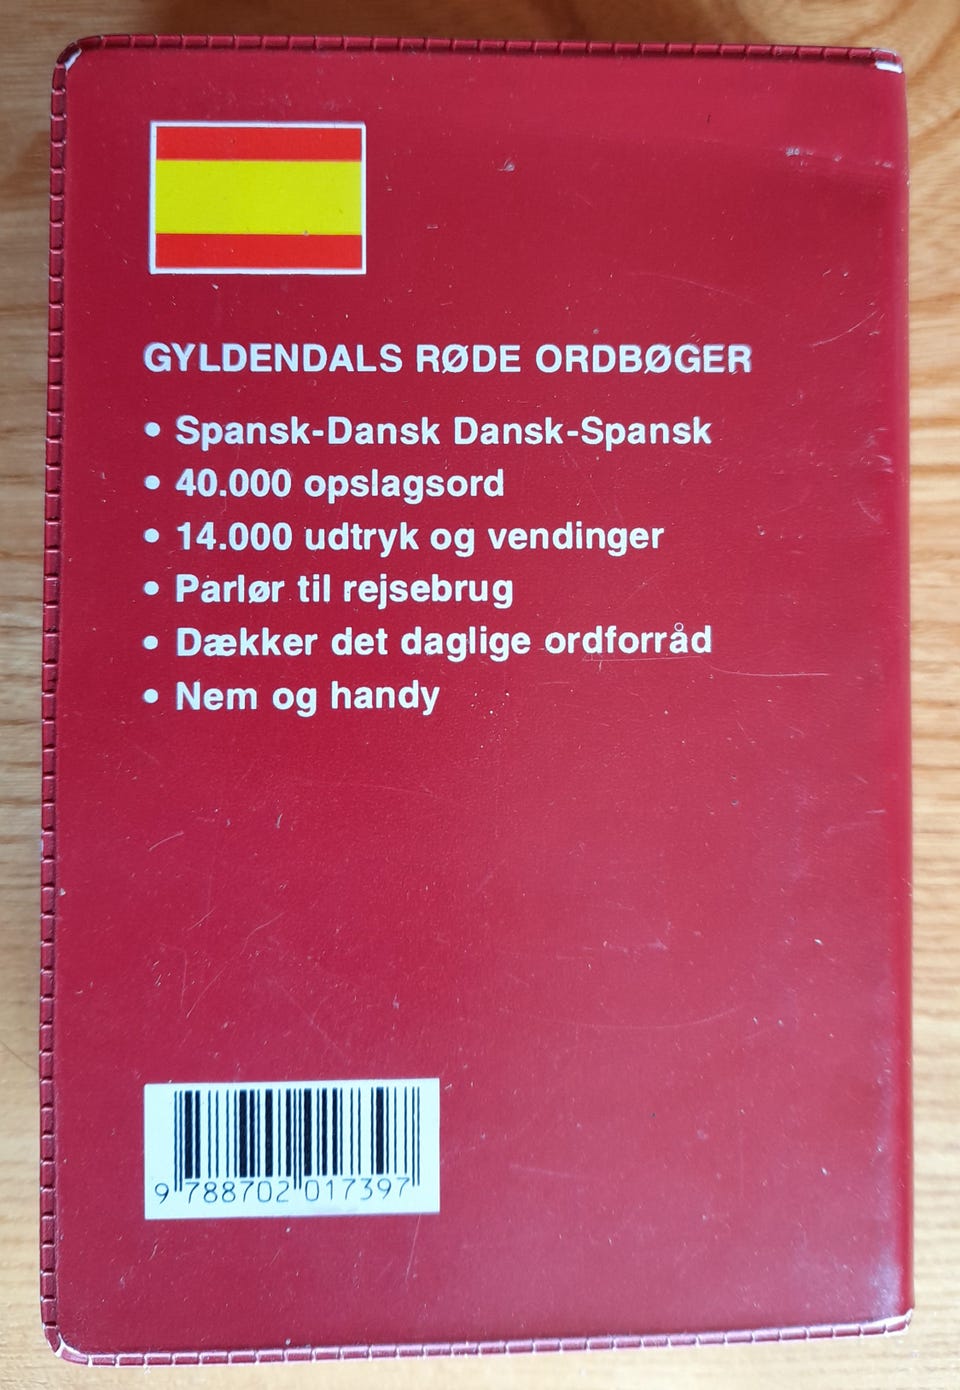 GYLDENDALS RØDE ORDBØGER
• Spansk-Dansk Dansk-Spansk
• 40.000 opslagsord
• 14.000 udtryk og vendinger
• Parlør til rejsebrug
• Dækker det daglige ordforråd
• Nem og handy
9 788702 017397